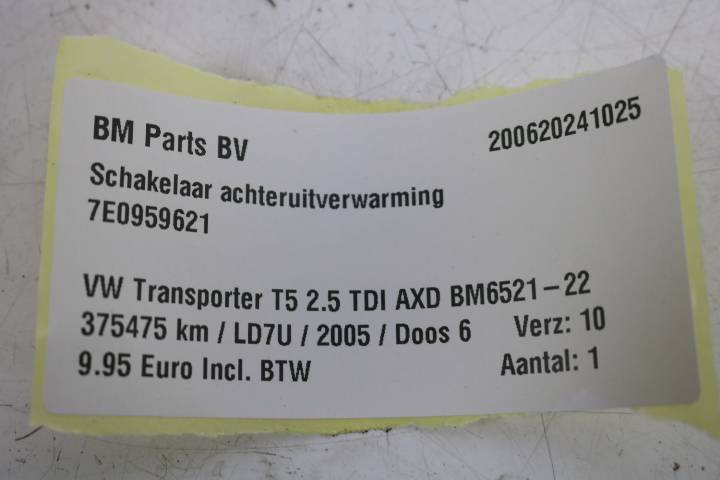 BM Parts BV 200620241025
Schakelaar achteruitverwarming
7E0959621
VW Transporter T5 2.5 TDI AXD BM6521-22
375475 km / LD7U / 2005 / Doos 6 Verz: 10
9.95 Euro Incl. BTW Aantal: 1